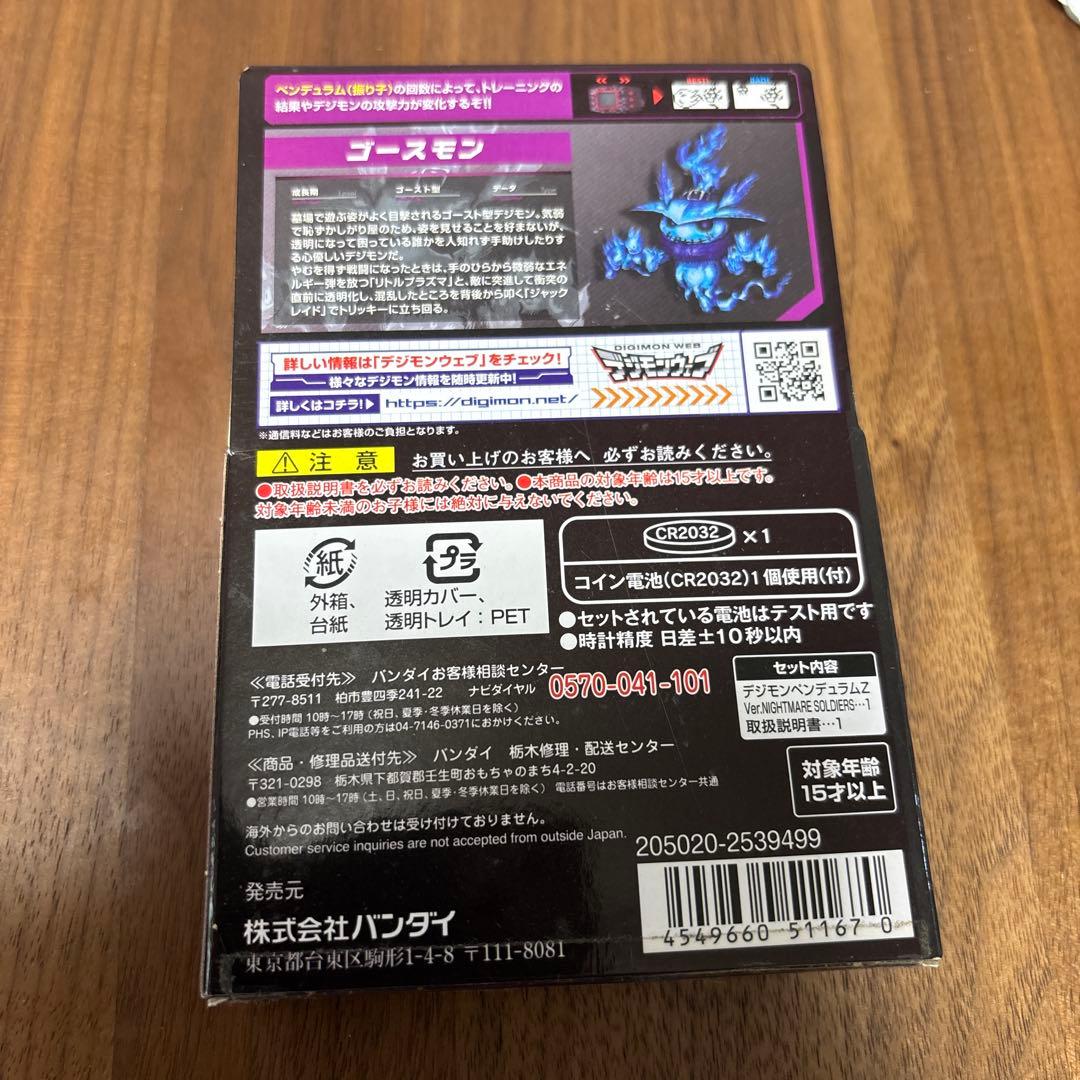 ペンデュラム(振り子)の回数によって、トレーニングの
結果やデジモンの攻撃力が変化するぞ!!
ゴースモン
成長期 Level ゴースト型 データ Type
墓場で遊ぶ姿がよく目撃されるゴースト型デジモン。気弱
で恥ずかしがり屋のため、姿を見せることを好まないが、
透明になって困っている誰かを人知れず手助けしたりす
る心優しいデジモンだ。
やむを得ず戦闘になったときは、手のひらから微弱なエネ
ルギー弾を放つ「リトルプラズマ」と、敵に突進して衝突の
直前に透明化し、混乱したところを背後から叩く「ジャック
レイド」でトリッキーに立ち回る。
詳しい情報は「デジモンウェブ」をチェック!
様々なデジモン情報を随時更新中!
詳しくはコチラ!▶ https://digimon.net/
DIGIMON WEB
デジモンウェブ
※通信料などはお客様のご負担となります。
⚠注意 お買い上げのお客様へ 必ずお読みください。
●取扱説明書を必ずお読みください。●本商品の対象年齢は15才以上です。
対象年齢未満のお子様には絶対に与えないでください。
紙
外箱、
台紙
プラ
透明カバー、
透明トレイ:PET
CR2032 ×1
コイン電池(CR2032)1個使用(付)
●セットされている電池はテスト用です
●時計精度 日差±10秒以内
≪電話受付先≫ バンダイお客様相談センター
〒277-8511 柏市豊四季241-22 ナビダイヤル 0570-041-101
●受付時間 10時〜17時(祝日、夏季・冬季休業日を除く)
PHS、IP電話等をご利用の方は04-7146-0371におかけください。
≪商品・修理品送付先≫ バンダイ 栃木修理・配送センター
〒321-0298 栃木県下都賀郡壬生町おもちゃのまち4-2-20
●営業時間 10時〜17時(土、日、祝日、夏季・冬季休業日を除く) 電話番号はお客様相談センター共通
海外からのお問い合わせは受け付けておりません。
Customer service inquiries are not accepted from outside Japan.
セット内容
デジモンペンデュラムZ
Ver.NIGHTMARE SOLDIERS…1
取扱説明書…1
対象年齢
15才以上
205020-2539499
4549660 51167 0
発売元
株式会社バンダイ
東京都台東区駒形1-4-8 〒111-8081